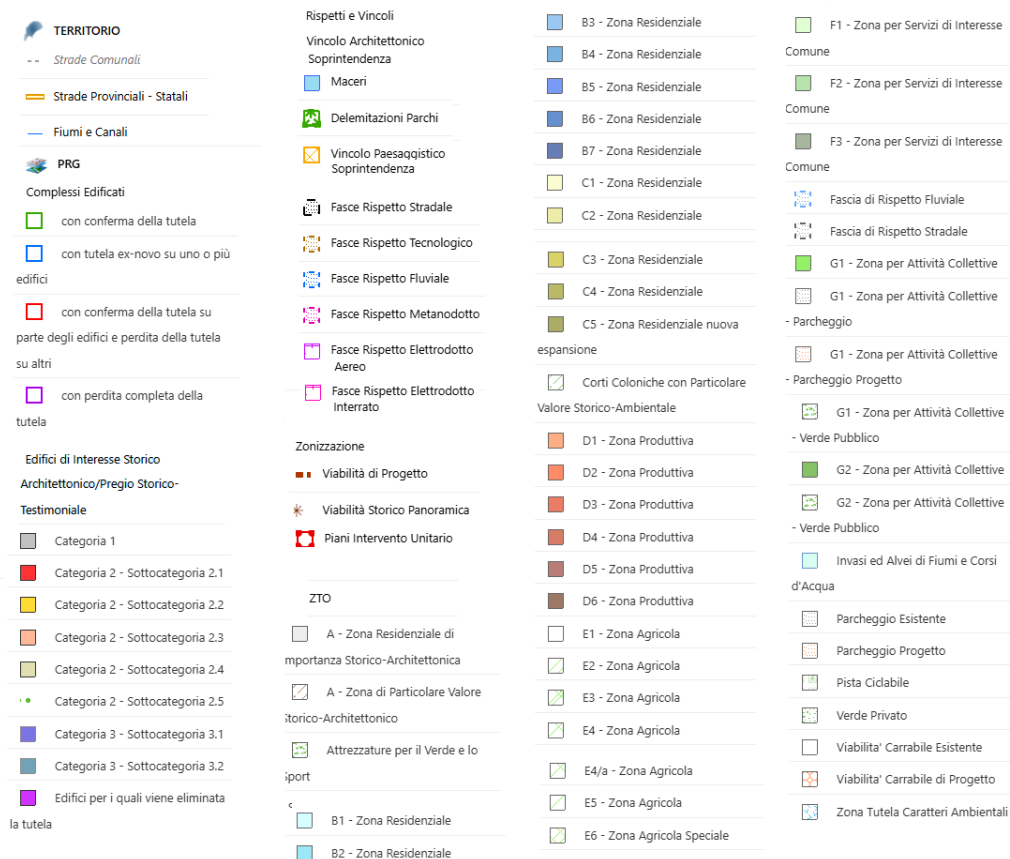 TERRITORIO
Strade Comunali
Strade Provinciali - Statali
Fiumi e Canali
PRG
Complessi Edificati
con conferma della tutela
con tutela ex-novo su uno o più
edifici
con conferma della tutela su
parte degli edifici e perdita della tutela
su altri
con perdita completa della
tutela
Edifici di Interesse Storico
Architettonico/Pregio Storico-
Testimoniale
Categoria 1
Categoria 2 - Sottocategoria 2.1
Categoria 2 - Sottocategoria 2.2
Categoria 2 - Sottocategoria 2.3
Categoria 2 - Sottocategoria 2.4
Categoria 2 - Sottocategoria 2.5
Categoria 3 - Sottocategoria 3.1
Categoria 3 - Sottocategoria 3.2
Edifici per i quali viene eliminata
la tutela
Rispetti e Vincoli
Vincolo Architettonico
Soprintendenza
Maceri
Delemitazioni Parchi
Vincolo Paesaggistico
Soprintendenza
Fasce Rispetto Stradale
Fasce Rispetto Tecnologico
Fasce Rispetto Fluviale
Fasce Rispetto Metanodotto
Fasce Rispetto Elettrodotto
Aereo
Fasce Rispetto Elettrodotto
Interrato
Zonizzazione
Viabilità di Progetto
Viabilità Storico Panoramica
Piani Intervento Unitario
ZTO
A - Zona Residenziale di
mportanza Storico-Architettonica
A - Zona di Particolare Valore
Storico-Architettonico
Attrezzature per il Verde e lo
Sport
B1 - Zona Residenziale
B2 - Zona Residenziale
B3 - Zona Residenziale
B4 - Zona Residenziale
B5 - Zona Residenziale
B6 - Zona Residenziale
B7 - Zona Residenziale
C1 - Zona Residenziale
C2 - Zona Residenziale
C3 - Zona Residenziale
C4 - Zona Residenziale
C5 - Zona Residenziale nuova
espansione
Corti Coloniche con Particolare
Valore Storico-Ambientale
D1 - Zona Produttiva
D2 - Zona Produttiva
D3 - Zona Produttiva
D4 - Zona Produttiva
D5 - Zona Produttiva
D6 - Zona Produttiva
E1 - Zona Agricola
E2 - Zona Agricola
E3 - Zona Agricola
E4 - Zona Agricola
E4/a - Zona Agricola
E5 - Zona Agricola
E6 - Zona Agricola Speciale
F1 - Zona per Servizi di Interesse
Comune
F2 - Zona per Servizi di Interesse
Comune
F3 - Zona per Servizi di Interesse
Comune
Fascia di Rispetto Fluviale
Fascia di Rispetto Stradale
G1 - Zona per Attività Collettive
G1 - Zona per Attività Collettive
- Parcheggio
G1 - Zona per Attività Collettive
- Parcheggio Progetto
G1 - Zona per Attività Collettive
- Verde Pubblico
G2 - Zona per Attività Collettive
G2 - Zona per Attività Collettive
- Verde Pubblico
Invasi ed Alvei di Fiumi e Corsi
d'Acqua
Parcheggio Esistente
Parcheggio Progetto
Pista Ciclabile
Verde Privato
Viabilita' Carrabile Esistente
Viabilita' Carrabile di Progetto
Zona Tutela Caratteri Ambientali